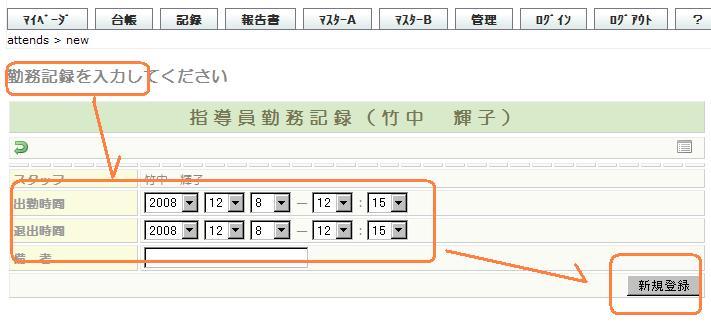 ﾏｲﾍﾟｰｼﾞ 台帳 記録 報告書 ﾏｽﾀｰA ﾏｽﾀｰB 管理 ﾛｸﾞｲﾝ ﾛｸﾞｱｳﾄ ?
attends > new
勤務記録を入力してください
指導員勤務記録（竹中 輝子）
スタッフ 竹中 輝子
出勤時間 2008 12 8 — 12 : 15
退出時間 2008 12 8 — 12 : 15
備 考
新規登録